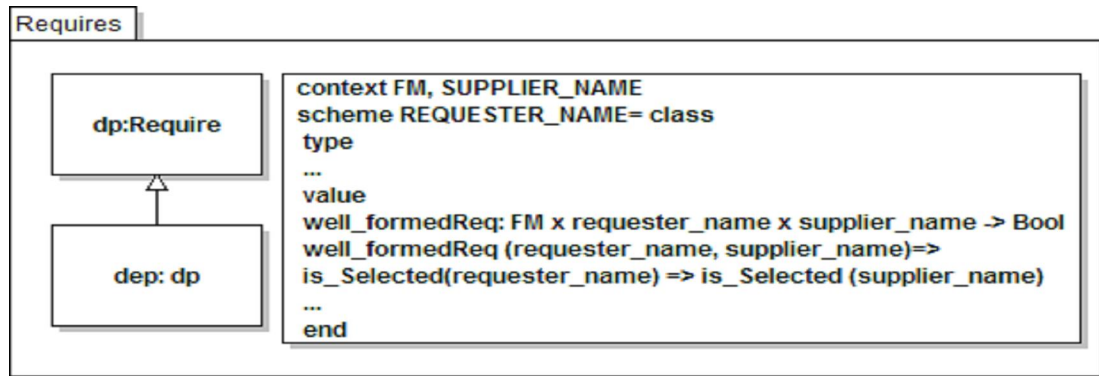 Requires
dp:Require
dep: dp
context FM, SUPPLIER_NAME
scheme REQUESTER_NAME= class
type
...
value
well_formedReq: FM x requester_name x supplier_name -> Bool
well_formedReq (requester_name, supplier_name)=>
is_Selected(requester_name) => is_Selected (supplier_name)
...
end